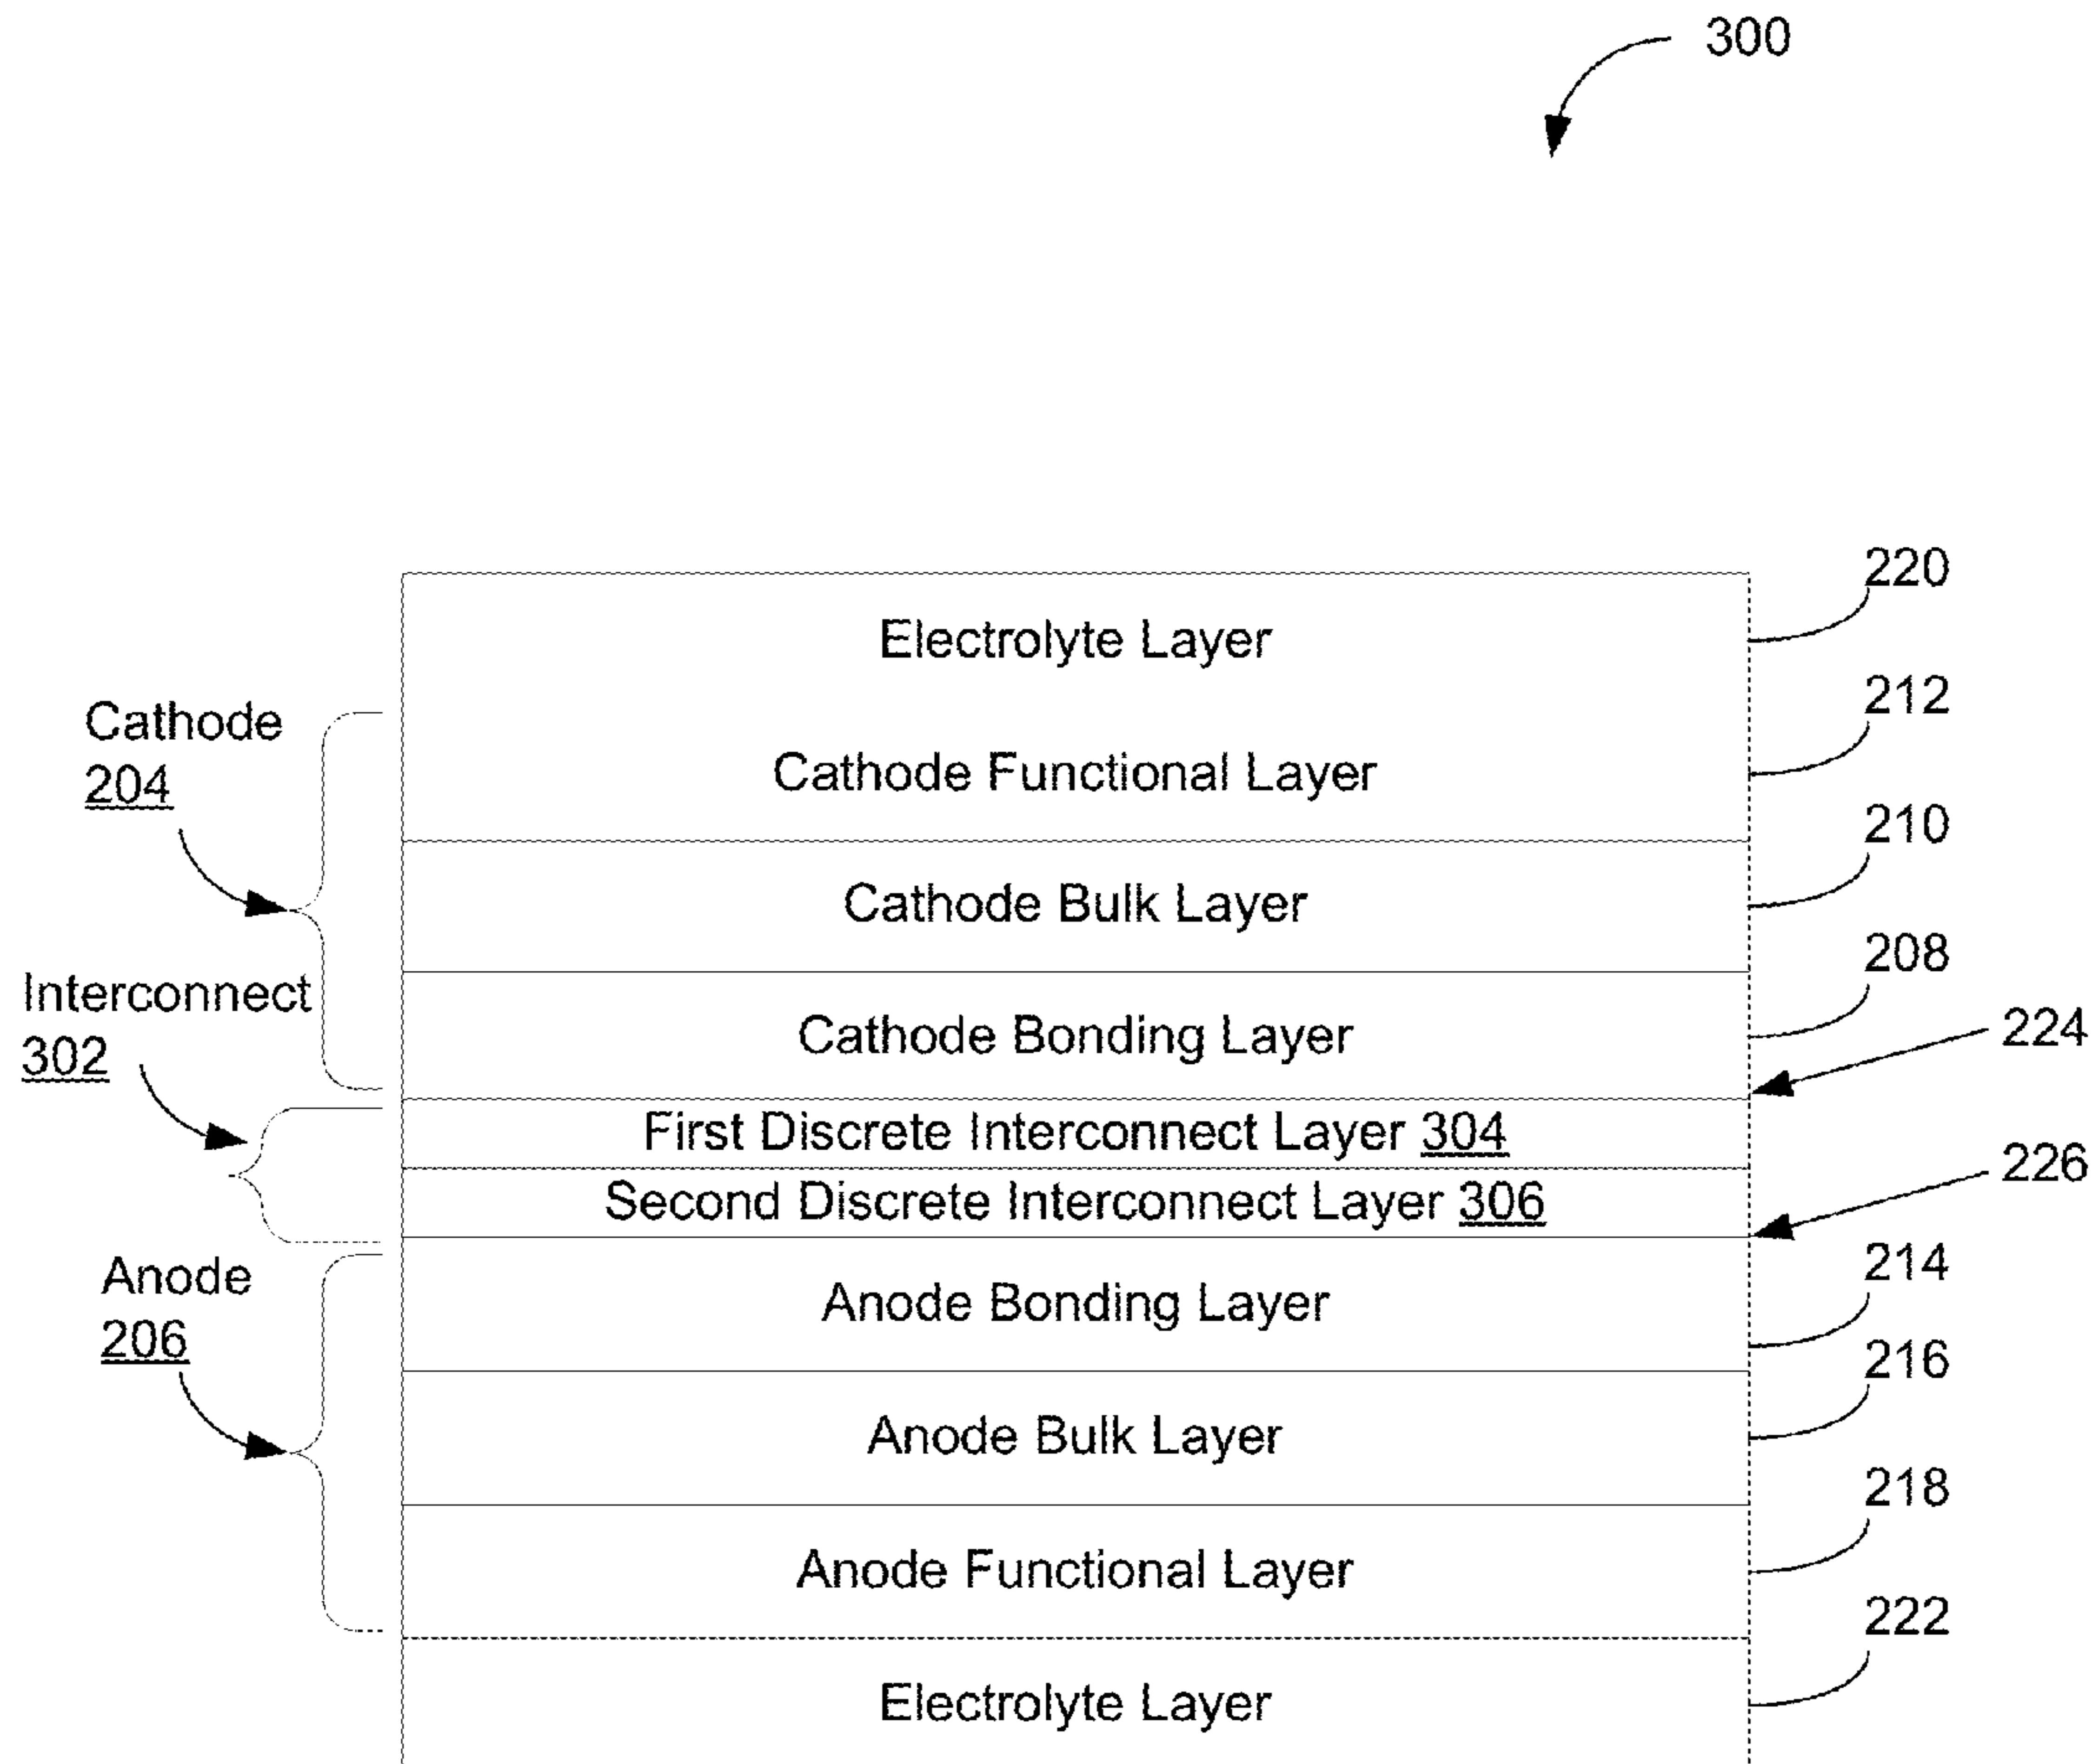 300
220
Electrolyte Layer
212
Cathode
204
Cathode Functional Layer
210
Cathode Bulk Layer
208
Interconnect
302
Cathode Bonding Layer
224
First Discrete Interconnect Layer 304
226
Second Discrete Interconnect Layer 306
214
Anode
206
Anode Bonding Layer
216
Anode Bulk Layer
218
Anode Functional Layer
222
Electrolyte Layer